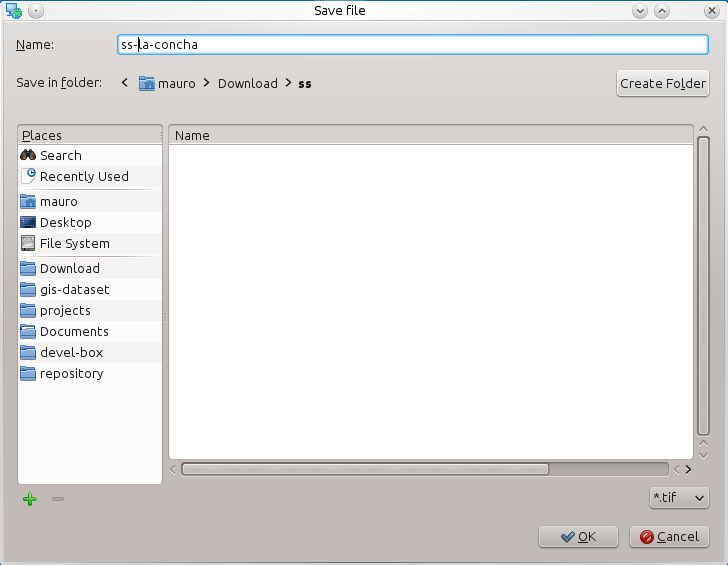 Save file
Name: ss-la-concha
Save in folder: < mauro > Download > ss Create Folder
Places Name
Search
Recently Used
mauro
Desktop
File System
Download
gis-dataset
projects
Documents
devel-box
repository
*.tif
OK Cancel